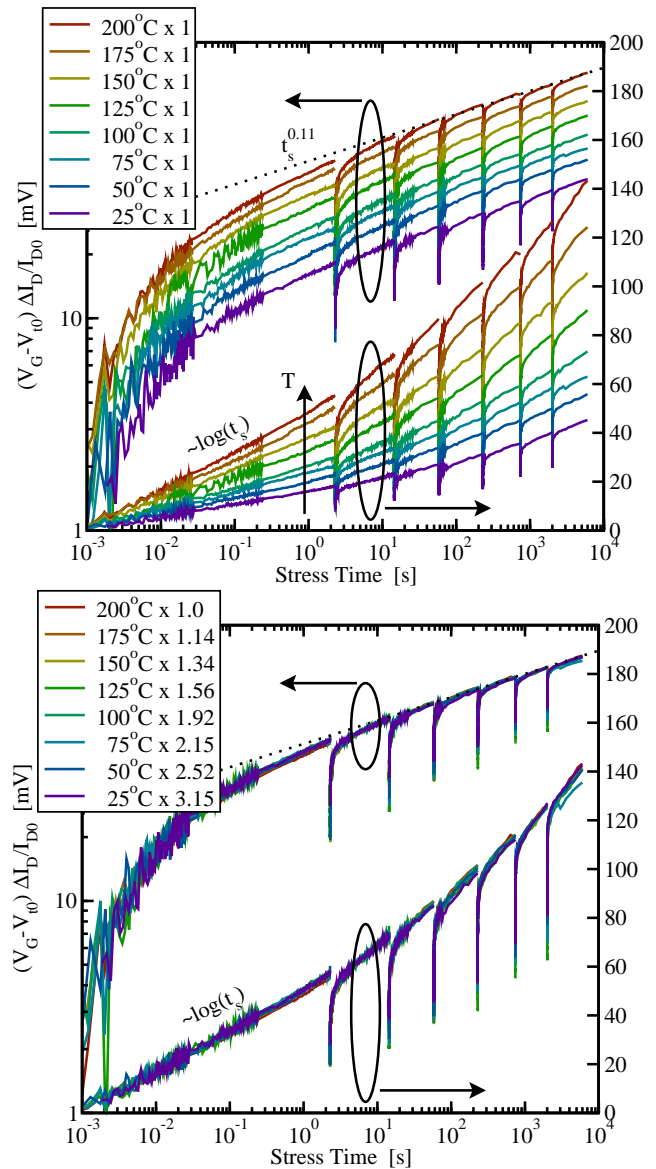 200°C x 1
175°C x 1
150°C x 1
125°C x 1
100°C x 1
75°C x 1
50°C x 1
25°C x 1
t_s^0.11
T
~log(t_s)
(V_G-V_t0) ΔI_D/I_D0 [mV]
10
1
200
180
160
140
120
100
80
60
40
20
0
10^-3 10^-2 10^-1 10^0 10^1 10^2 10^3 10^4
Stress Time [s]
200°C x 1.0
175°C x 1.14
150°C x 1.34
125°C x 1.56
100°C x 1.92
75°C x 2.15
50°C x 2.52
25°C x 3.15
~log(t_s)
(V_G-V_t0) ΔI_D/I_D0 [mV]
10
1
200
180
160
140
120
100
80
60
40
20
0
10^-3 10^-2 10^-1 10^0 10^1 10^2 10^3 10^4
Stress Time [s]